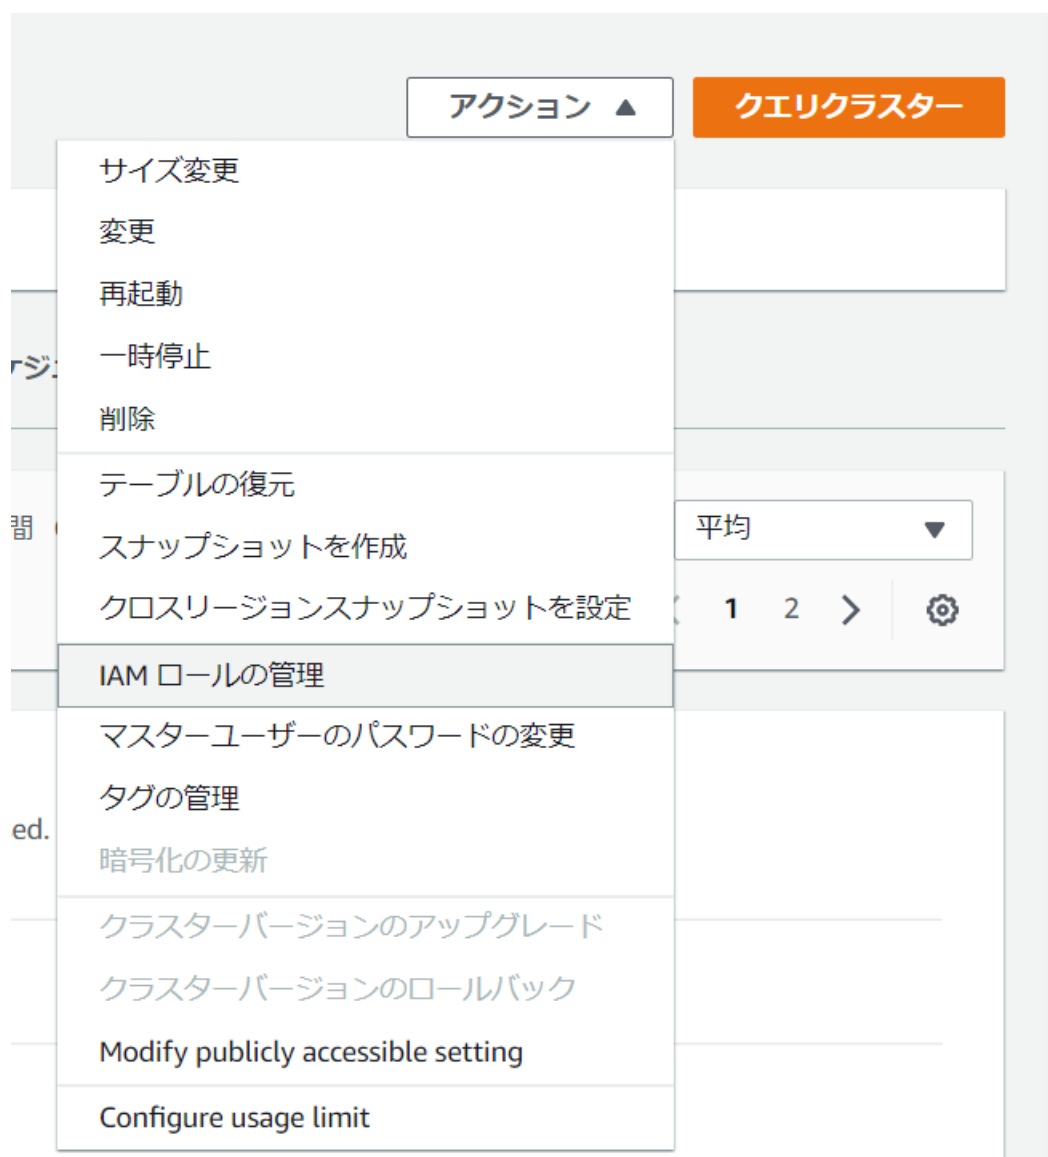 アクション
クエリクラスター
サイズ変更
変更
再起動
一時停止
削除
テーブルの復元
間
平均
スナップショットを作成
クロスリージョンスナップショットを設定
1 2
IAM ロールの管理
マスターユーザーのパスワードの変更
タグの管理
ed.
暗号化の更新
クラスターバージョンのアップグレード
クラスターバージョンのロールバック
Modify publicly accessible setting
Configure usage limit